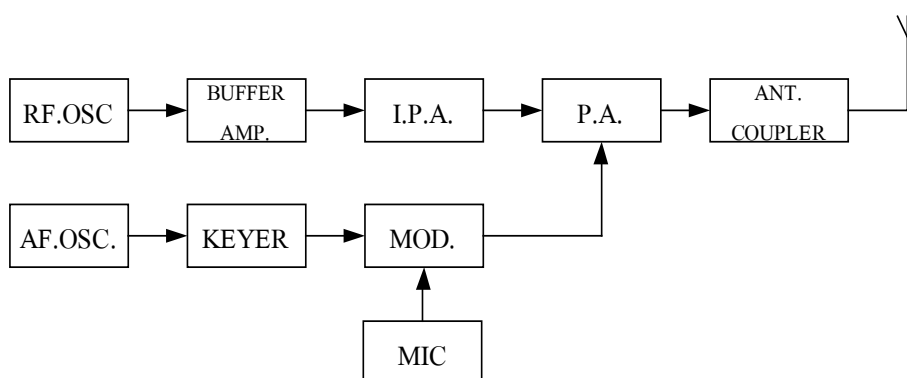 RF.OSC
BUFFER
AMP.
I.P.A.
P.A.
ANT.
COUPLER
AF.OSC.
KEYER
MOD.
MIC